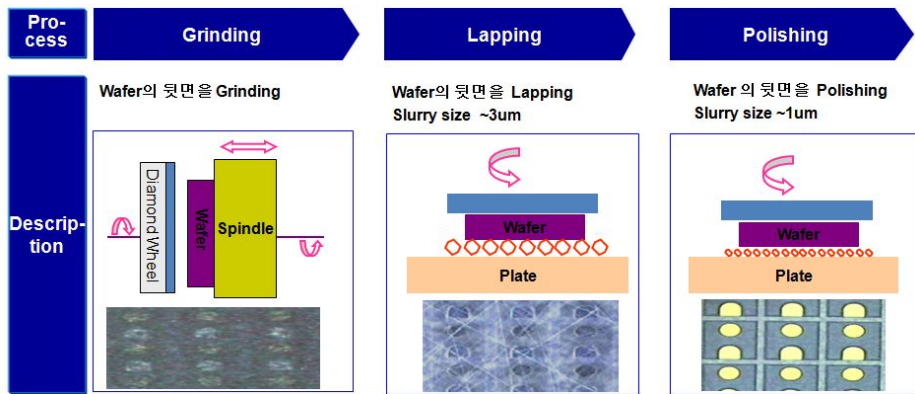 Pro-
cess
Grinding
Lapping
Polishing
Descrip-
tion
Wafer의 뒷면을 Grinding
Diamond Wheel
Wafer
Spindle
Wafer의 뒷면을 Lapping
Slurry size ~3um
Wafer
Plate
Wafer 의 뒷면을 Polishing
Slurry size ~1um
Wafer
Plate